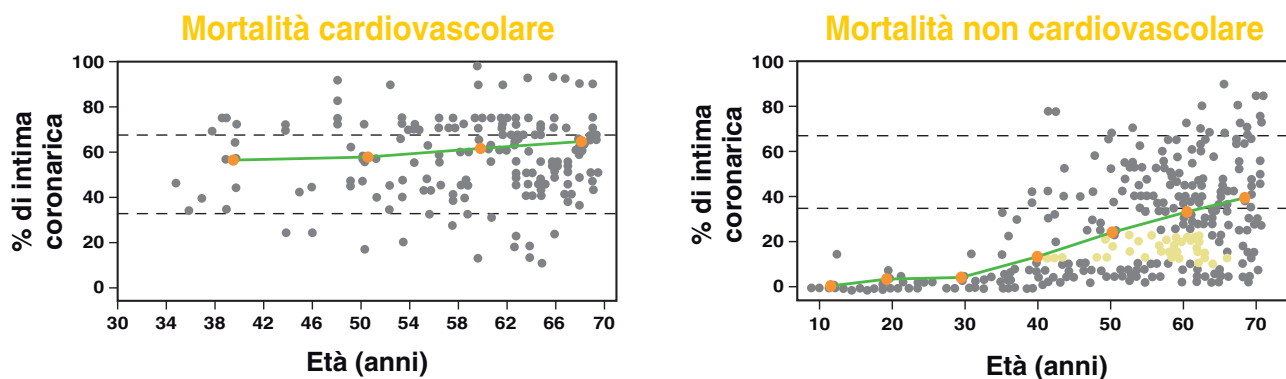 Mortalità cardiovascolare
% di intima
coronarica
100
80
60
40
20
0
30 34 38 42 46 50 54 58 62 66 70
Età (anni)
Mortalità non cardiovascolare
% di intima
coronarica
100
80
60
40
20
0
10 20 30 40 50 60 70
Età (anni)